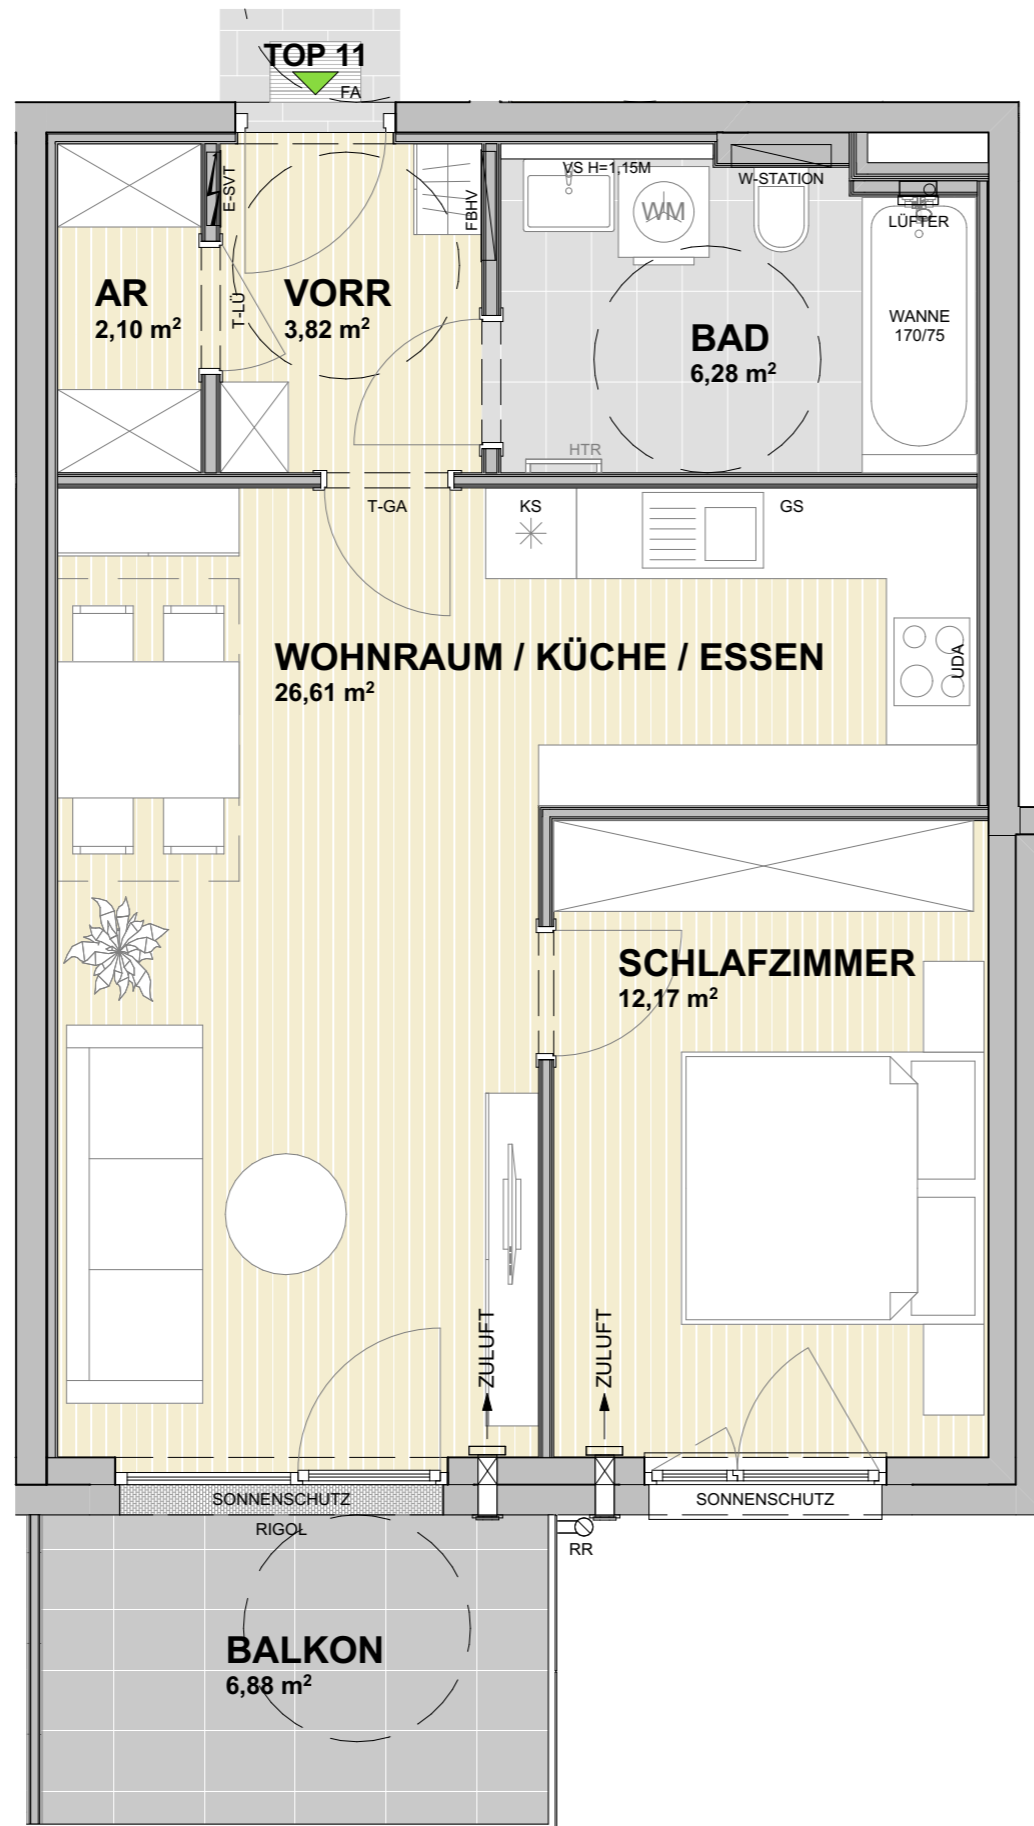 TOP 11
FA
E-SVT
FBHV
VS H=1,15M
WM
W-STATION
LÜFTER
AR
2,10 m²
T-LÜ
VORR
3,82 m²
BAD
6,28 m²
WANNE
170/75
HTR
T-GA
KS
GS
WOHNRAUM / KÜCHE / ESSEN
26,61 m²
UDA
SCHLAFZIMMER
12,17 m²
ZULUFT
ZULUFT
SONNENSCHUTZ
SONNENSCHUTZ
RIGOL
RR
BALKON
6,88 m²